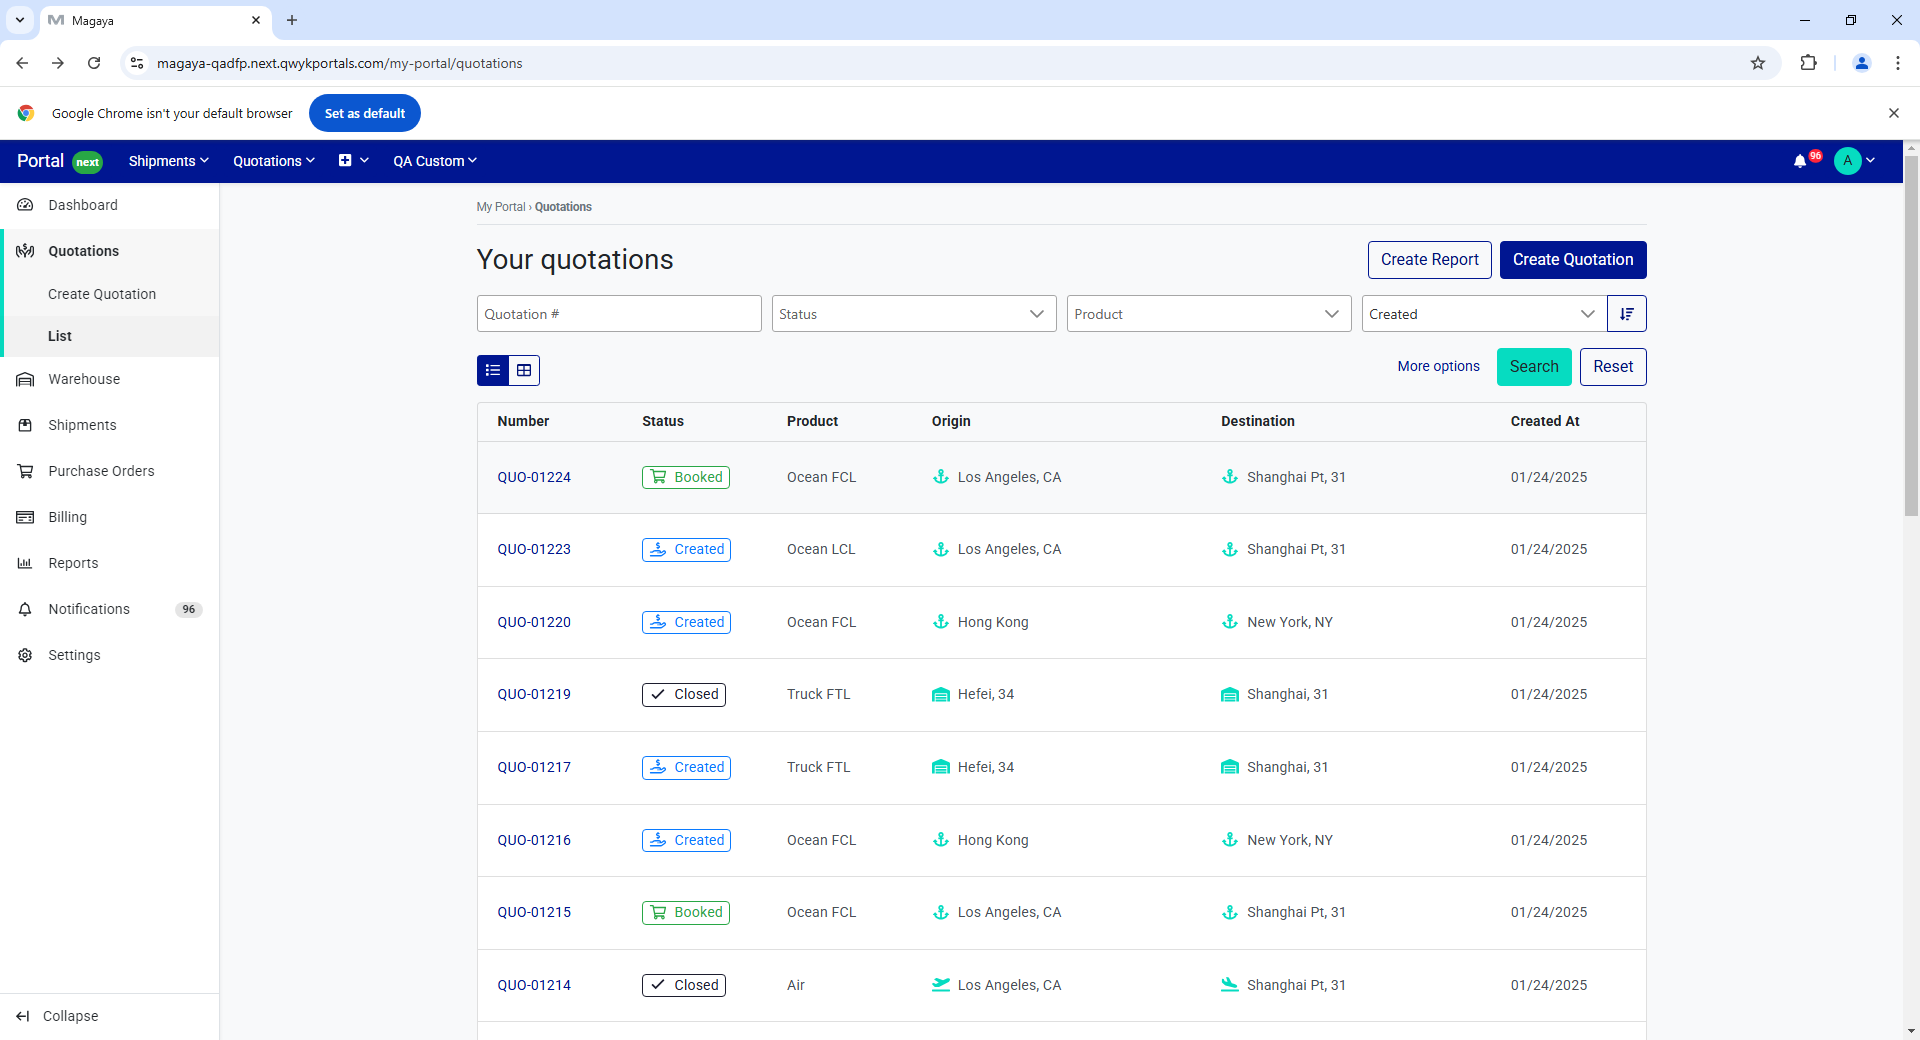 Magaya
magaya-qadfp.next.qwykportals.com/my-portal/quotations
Google Chrome isn't your default browser
Set as default
Portal next
Shipments
Quotations
QA Custom
96
A
Dashboard
Quotations
Create Quotation
List
Warehouse
Shipments
Purchase Orders
Billing
Reports
Notifications 96
Settings
Collapse
My Portal › Quotations
Your quotations
Create Report
Create Quotation
Quotation #
Status
Product
Created
More options
Search
Reset
Number Status Product Origin Destination Created At
QUO-01224 Booked Ocean FCL Los Angeles, CA Shanghai Pt, 31 01/24/2025
QUO-01223 Created Ocean LCL Los Angeles, CA Shanghai Pt, 31 01/24/2025
QUO-01220 Created Ocean FCL Hong Kong New York, NY 01/24/2025
QUO-01219 Closed Truck FTL Hefei, 34 Shanghai, 31 01/24/2025
QUO-01217 Created Truck FTL Hefei, 34 Shanghai, 31 01/24/2025
QUO-01216 Created Ocean FCL Hong Kong New York, NY 01/24/2025
QUO-01215 Booked Ocean FCL Los Angeles, CA Shanghai Pt, 31 01/24/2025
QUO-01214 Closed Air Los Angeles, CA Shanghai Pt, 31 01/24/2025